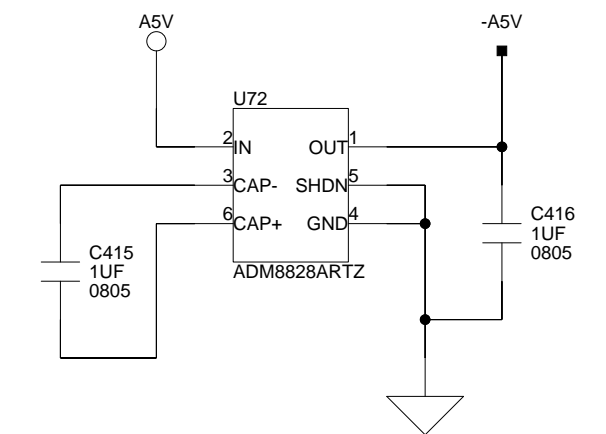 A5V
-A5V
U72
2 IN OUT 1
3 CAP- SHDN 5
6 CAP+ GND 4
ADM8828ARTZ
C415
1UF
0805
C416
1UF
0805